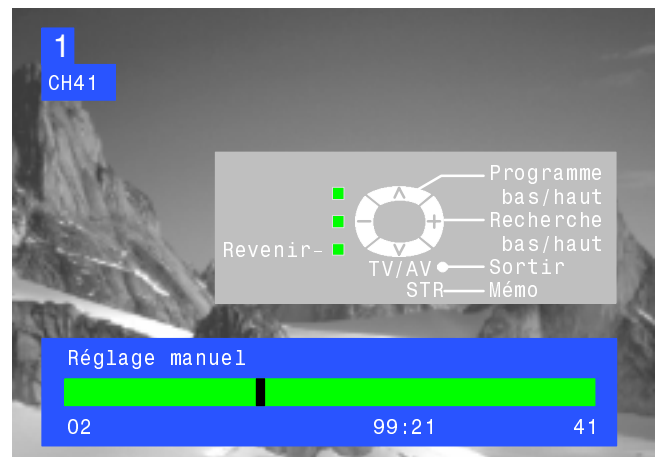 1
CH41
Programme
bas/haut
Recherche
bas/haut
Revenir
TV/AV Sortir
STR Mémo
Réglage manuel
02 99:21 41